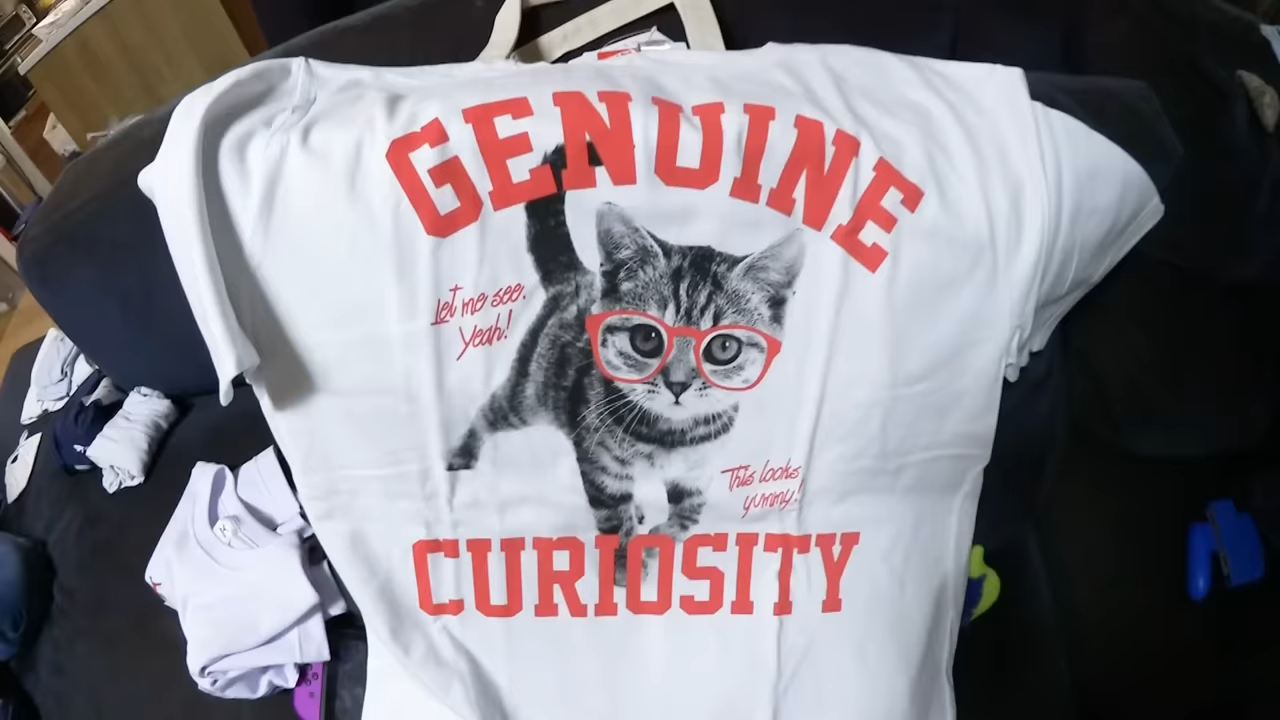 GENUINE
Let me see.
Yeah!
This looks
yummy!
CURIOSITY